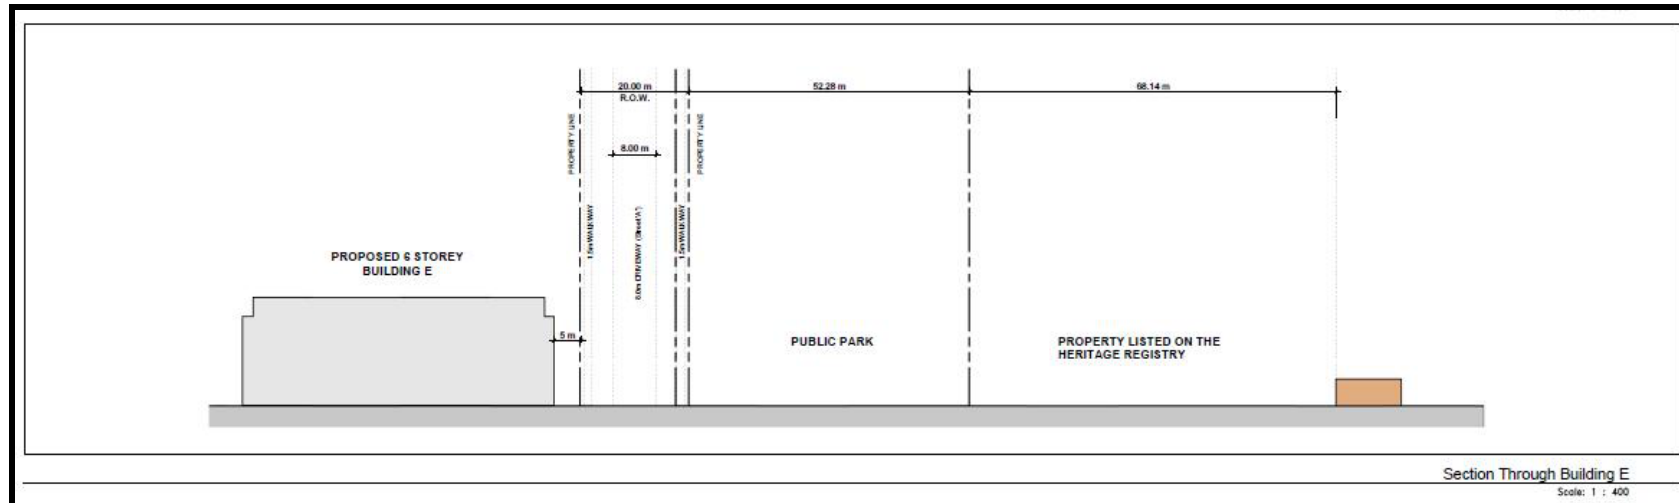 20.00 m
R.O.W.
52.28 m
68.14 m
PROPERTY LINE
PROPERTY LINE
8.00 m
1.5m WALKWAY
8.0m DRIVEWAY (Street 'A')
1.5m WALKWAY
PROPOSED 6 STOREY
BUILDING E
5 m
PUBLIC PARK
PROPERTY LISTED ON THE
HERITAGE REGISTRY
Section Through Building E
Scale: 1 : 400